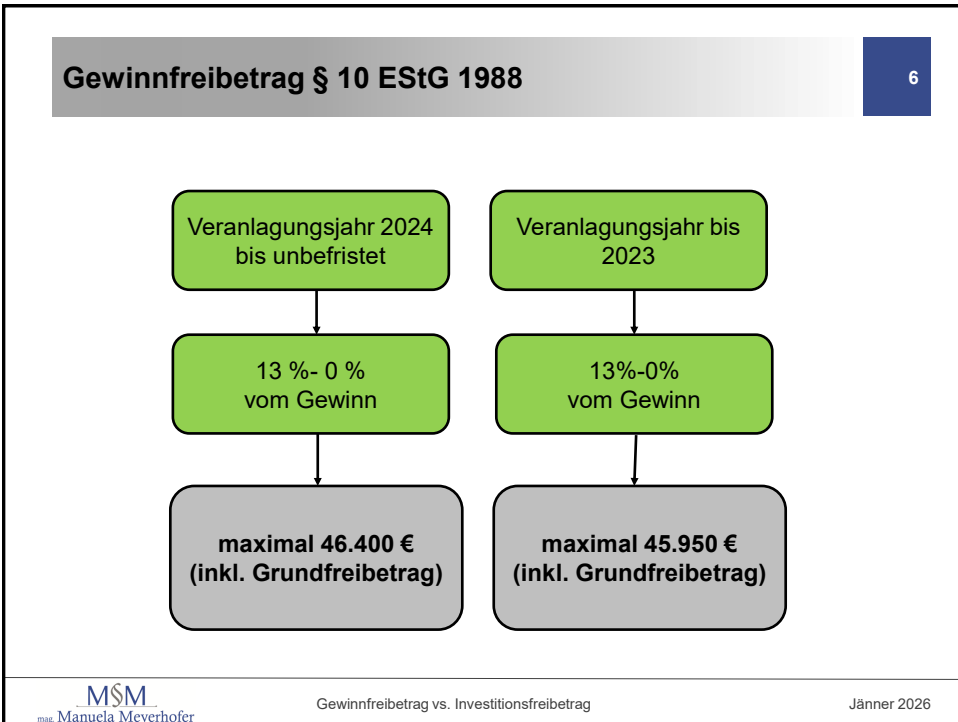 Gewinnfreibetrag § 10 EStG 1988
6
Veranlagungsjahr 2024
bis unbefristet
Veranlagungsjahr bis
2023
13 %- 0 %
vom Gewinn
13%-0%
vom Gewinn
maximal 46.400 €
(inkl. Grundfreibetrag)
maximal 45.950 €
(inkl. Grundfreibetrag)
M§M
mag. Manuela Meyerhofer
Gewinnfreibetrag vs. Investitionsfreibetrag
Jänner 2026